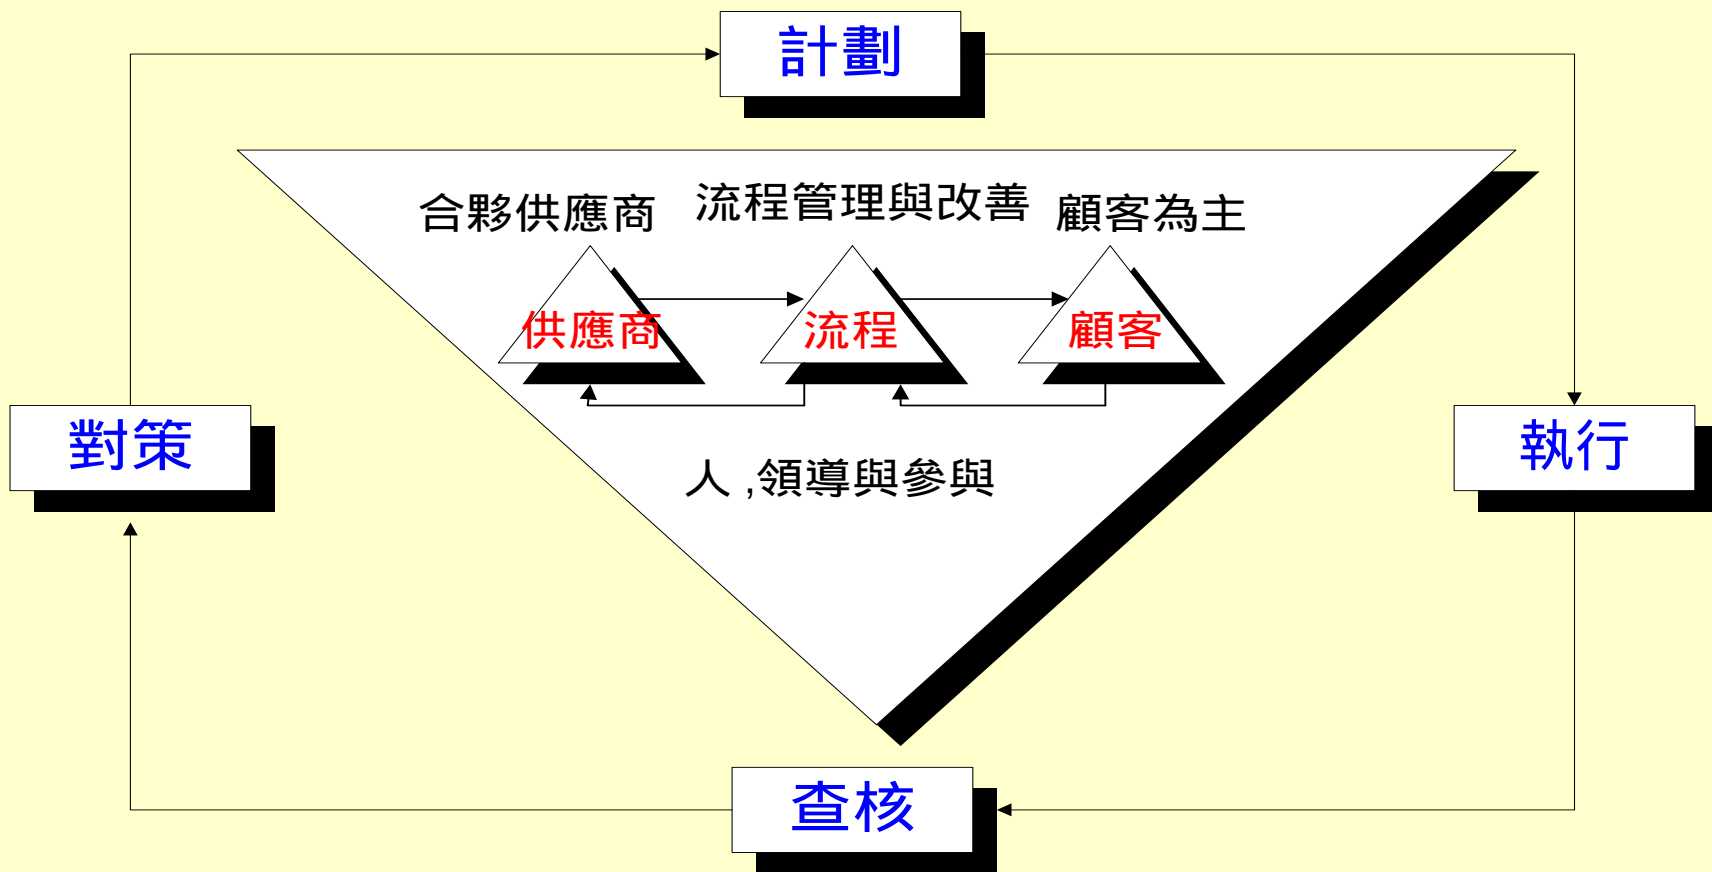 計劃
合夥供應商
流程管理與改善
顧客為主
供應商
流程
顧客
對策
執行
人,領導與參與
查核